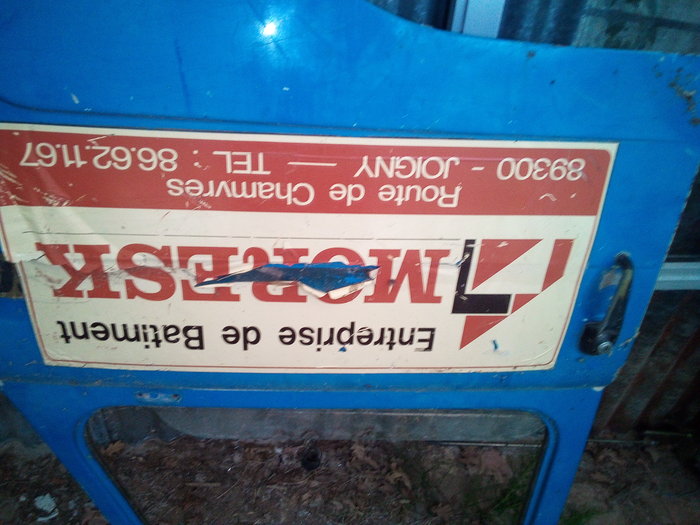 Entreprise de Batiment
MORESK
Route de Chamvres
89300 - JOIGNY — TEL : 86.62.11.67